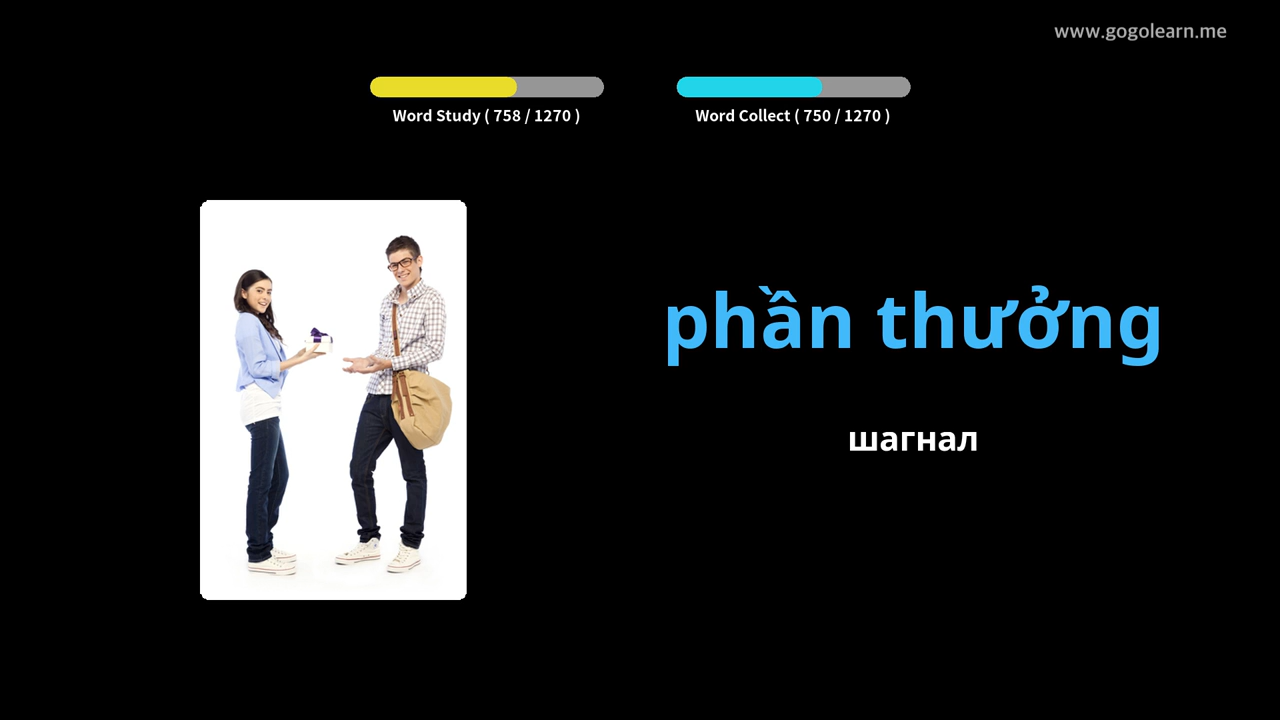 www.gogolearn.me
Word Study ( 758 / 1270 )
Word Collect ( 750 / 1270 )
phần thưởng
шагнал